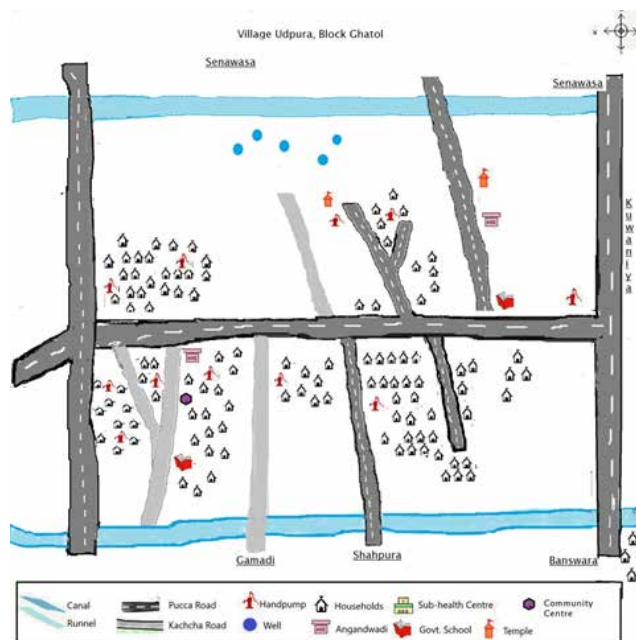 Village Udpura, Block Ghatol
Senawasa
Senawasa
Kuwaniya
Gamadi
Shahpura
Banswara
Canal
Pucca Road
Handpump
Households
Sub-health Centre
Community
Centre
Runnel
Kachcha Road
Well
Angandwadi
Govt. School
Temple